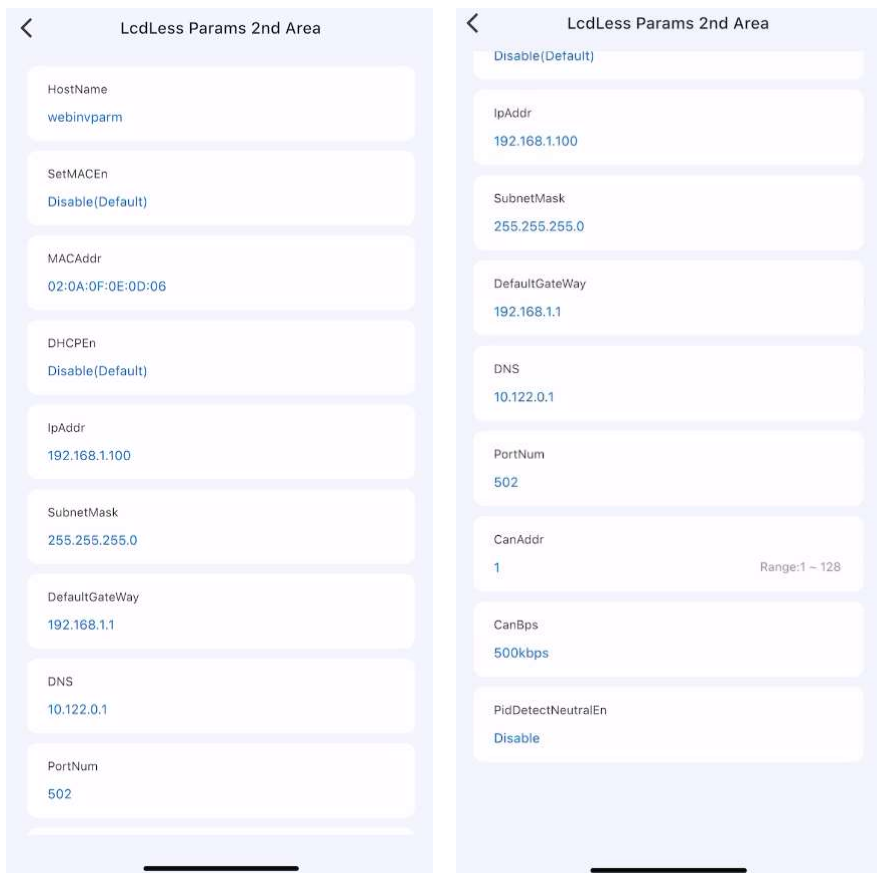 LcdLess Params 2nd Area
HostName
webinvparm
SetMACEn
Disable(Default)
MACAddr
02:0A:0F:0E:0D:06
DHCPEn
Disable(Default)
IpAddr
192.168.1.100
SubnetMask
255.255.255.0
DefaultGateWay
192.168.1.1
DNS
10.122.0.1
PortNum
502
LcdLess Params 2nd Area
Disable(Default)
IpAddr
192.168.1.100
SubnetMask
255.255.255.0
DefaultGateWay
192.168.1.1
DNS
10.122.0.1
PortNum
502
CanAddr
1 Range:1 ~ 128
CanBps
500kbps
PidDetectNeutralEn
Disable